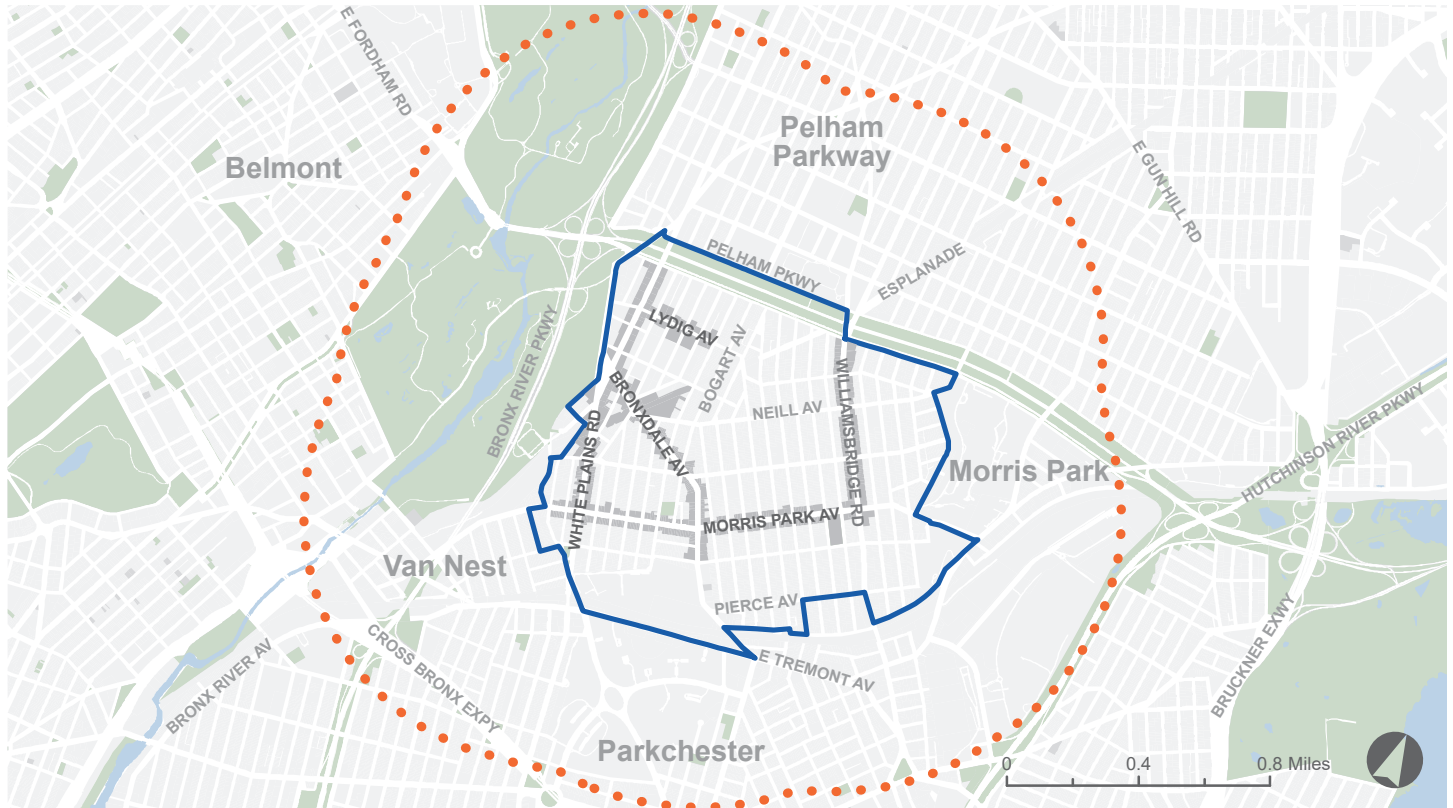 E FORDHAM RD
Pelham
Parkway
Belmont
E GUN HILL RD
PELHAM PKWY
ESPLANADE
LYDIG AV
BOGART AV
BRONX RIVER PKWY
BRONXDALE AV
NEILL AV
WILLIAMSBRIDGE RD
HUTCHINSON RIVER PKWY
WHITE PLAINS RD
Morris Park
MORRIS PARK AV
Van Nest
PIERCE AV
CROSS BRONX EXPY
BRONX RIVER AV
E TREMONT AV
BRUCKNER EXWY
Parkchester
0 0.4 0.8 Miles